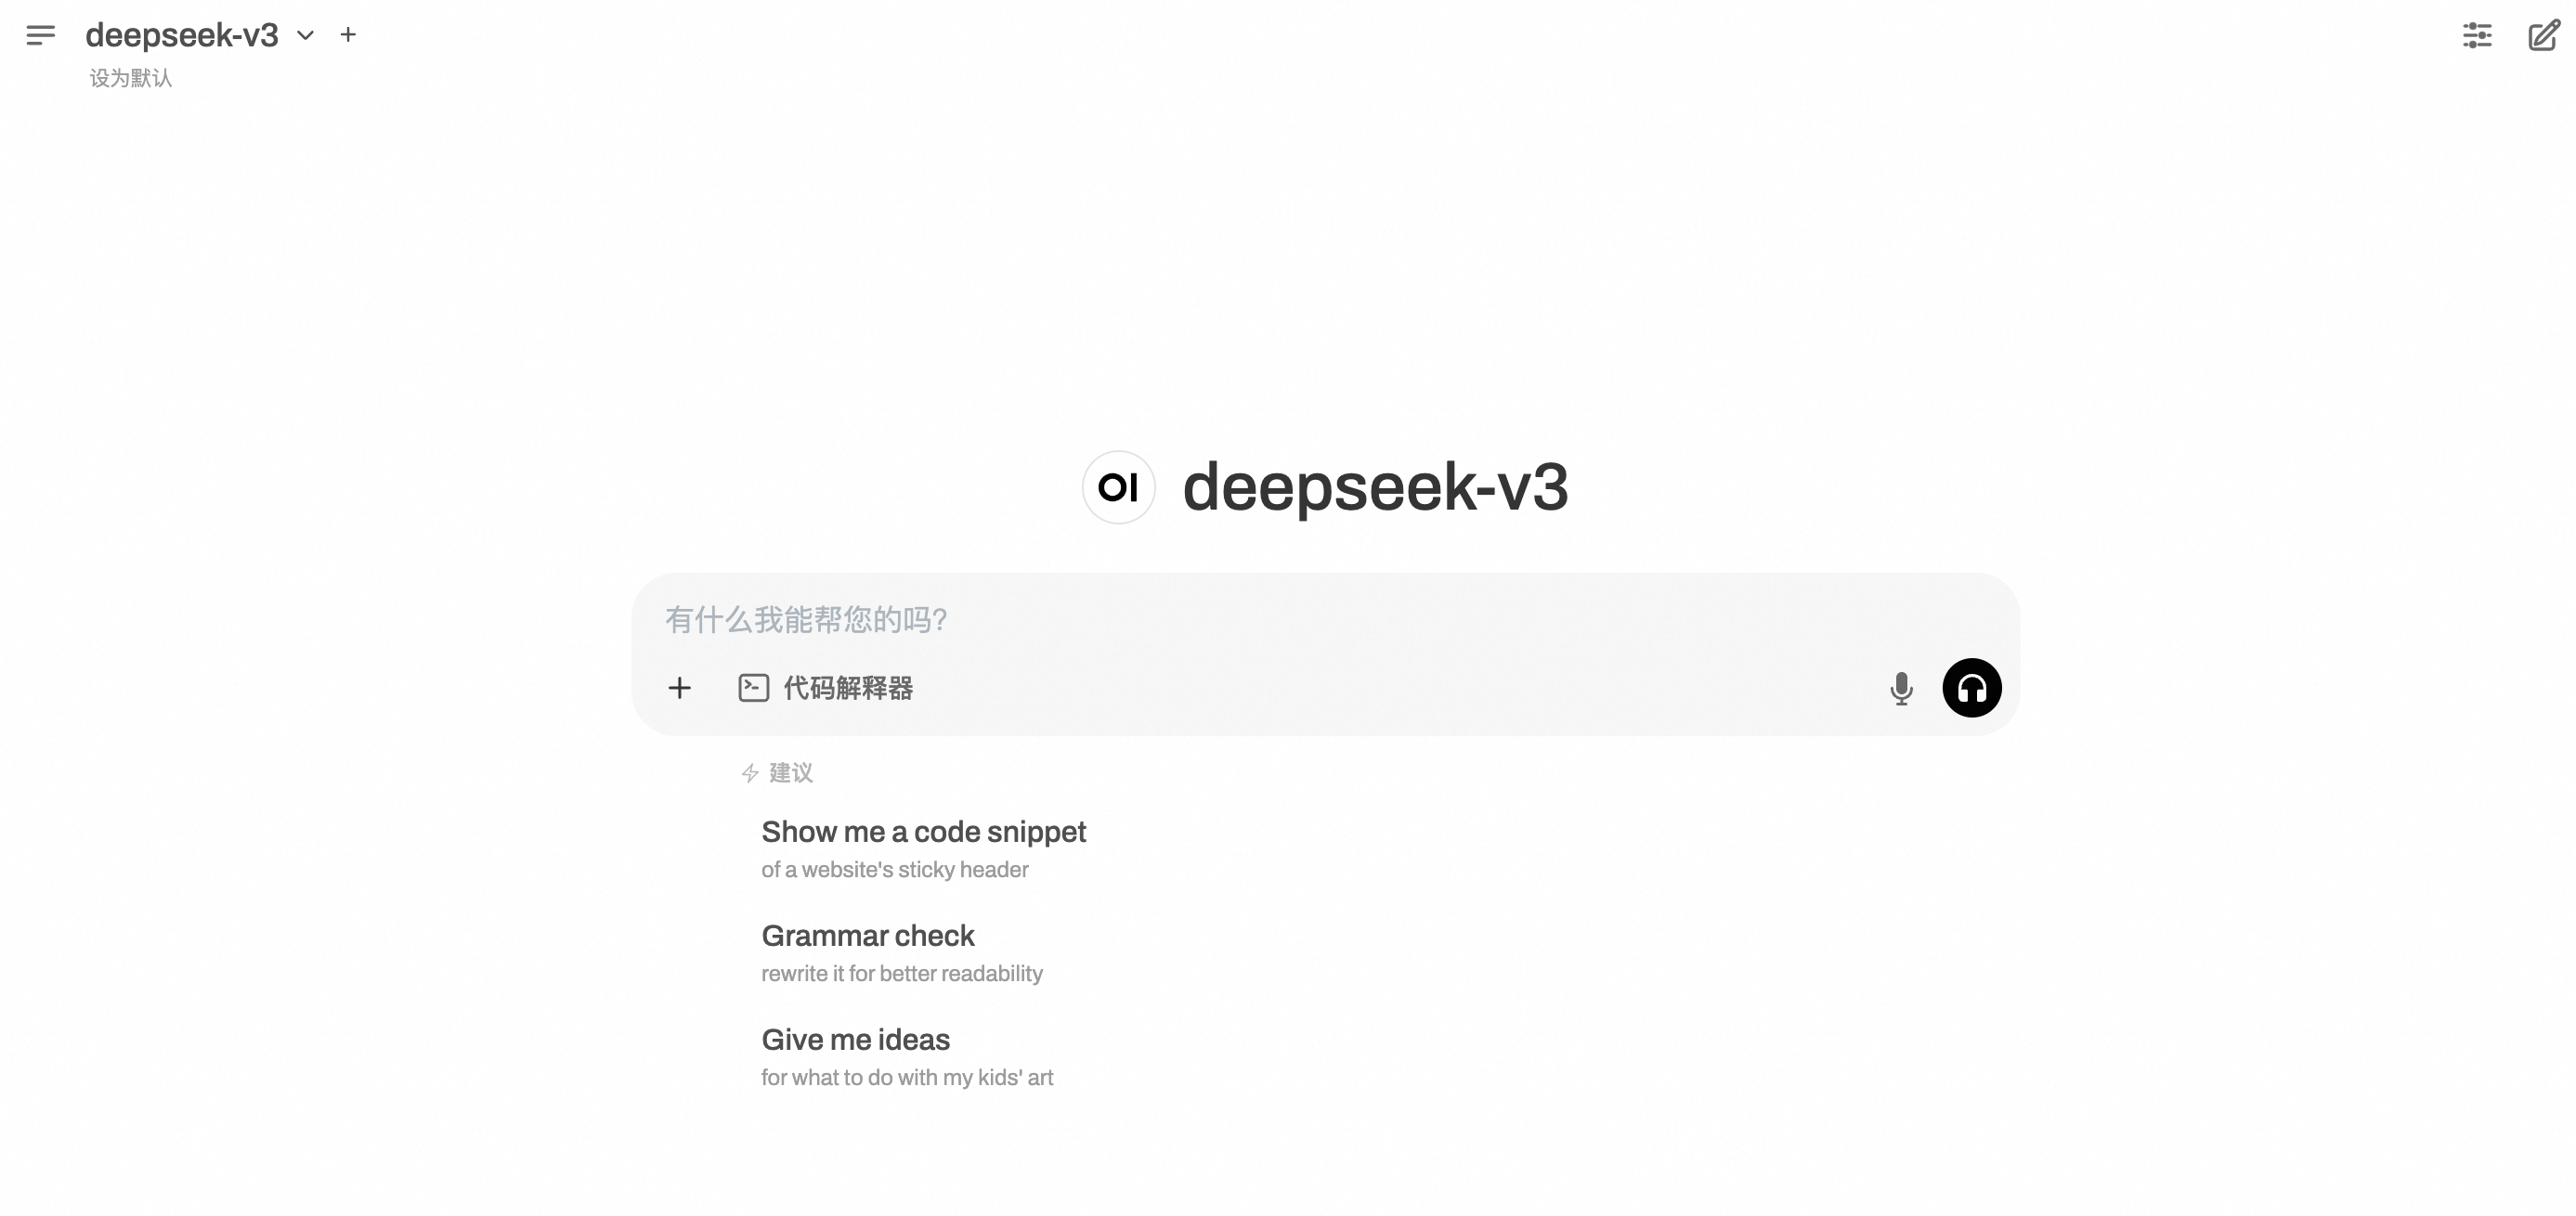 deepseek-v3
设为默认
OI deepseek-v3
有什么我能帮您的吗?
代码解释器
建议
Show me a code snippet
of a website's sticky header
Grammar check
rewrite it for better readability
Give me ideas
for what to do with my kids' art